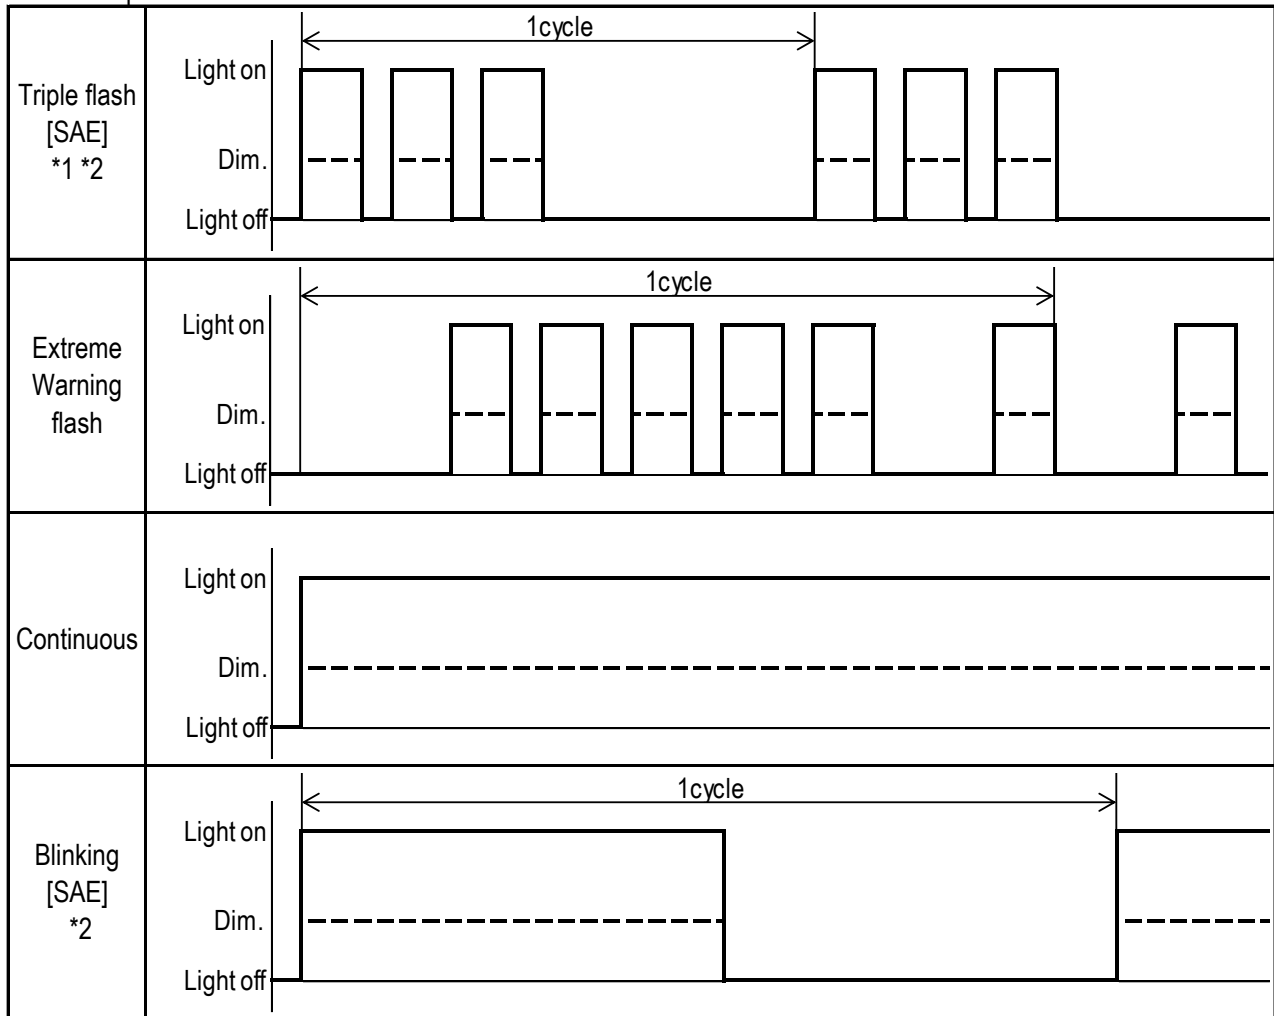 1cycle
Light on
Triple flash
[SAE]
*1 *2
Dim.
Light off
1cycle
Light on
Extreme
Warning
flash
Dim.
Light off
Light on
Continuous
Dim.
Light off
1cycle
Light on
Blinking
[SAE]
*2
Dim.
Light off